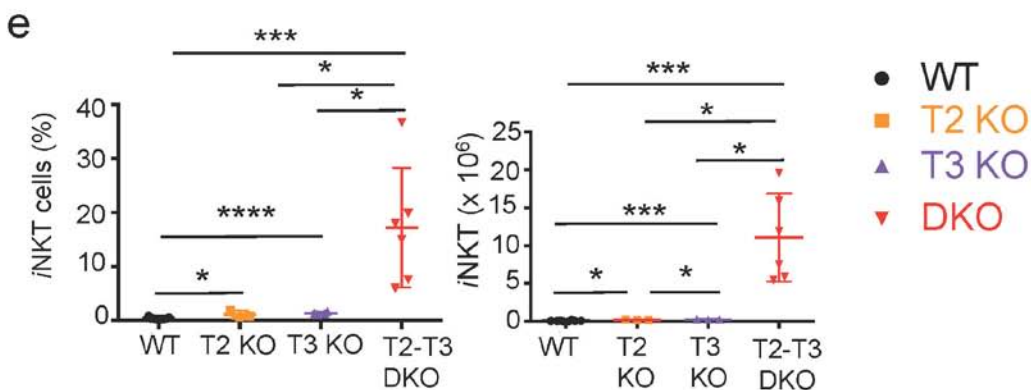 e
***
*
*
****
*
iNKT cells (%)
40
30
20
10
0
WT
T2 KO
T3 KO
T2-T3
DKO
***
*
*
***
*
*
iNKT (x 10⁶)
25
20
15
10
5
0
WT
T2
KO
T3
KO
T2-T3
DKO
WT
T2 KO
T3 KO
DKO